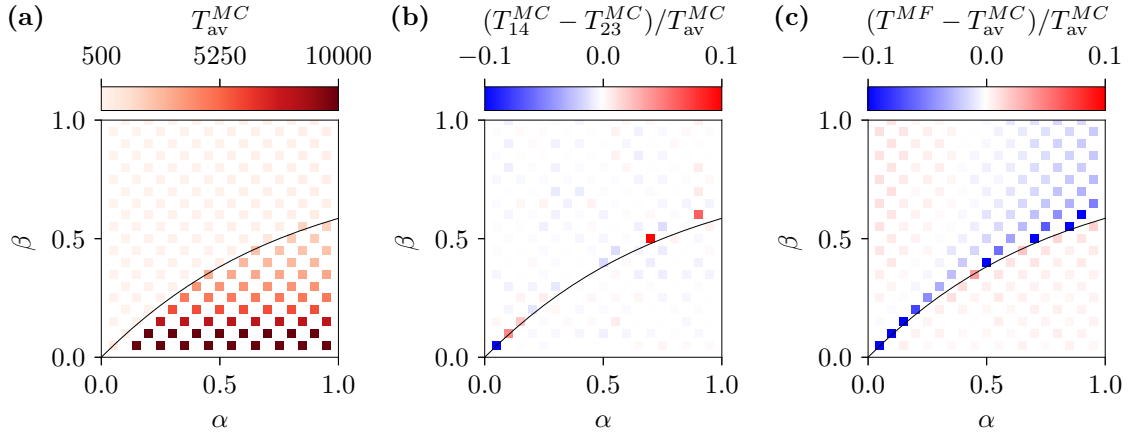 (a) T_av^MC
500 5250 10000
1.0
0.5
0.0
β
0.0 0.5 1.0
α
(b) (T_14^MC − T_23^MC)/T_av^MC
−0.1 0.0 0.1
1.0
0.5
0.0
β
0.0 0.5 1.0
α
(c) (T^MF − T_av^MC)/T_av^MC
−0.1 0.0 0.1
1.0
0.5
0.0
β
0.0 0.5 1.0
α